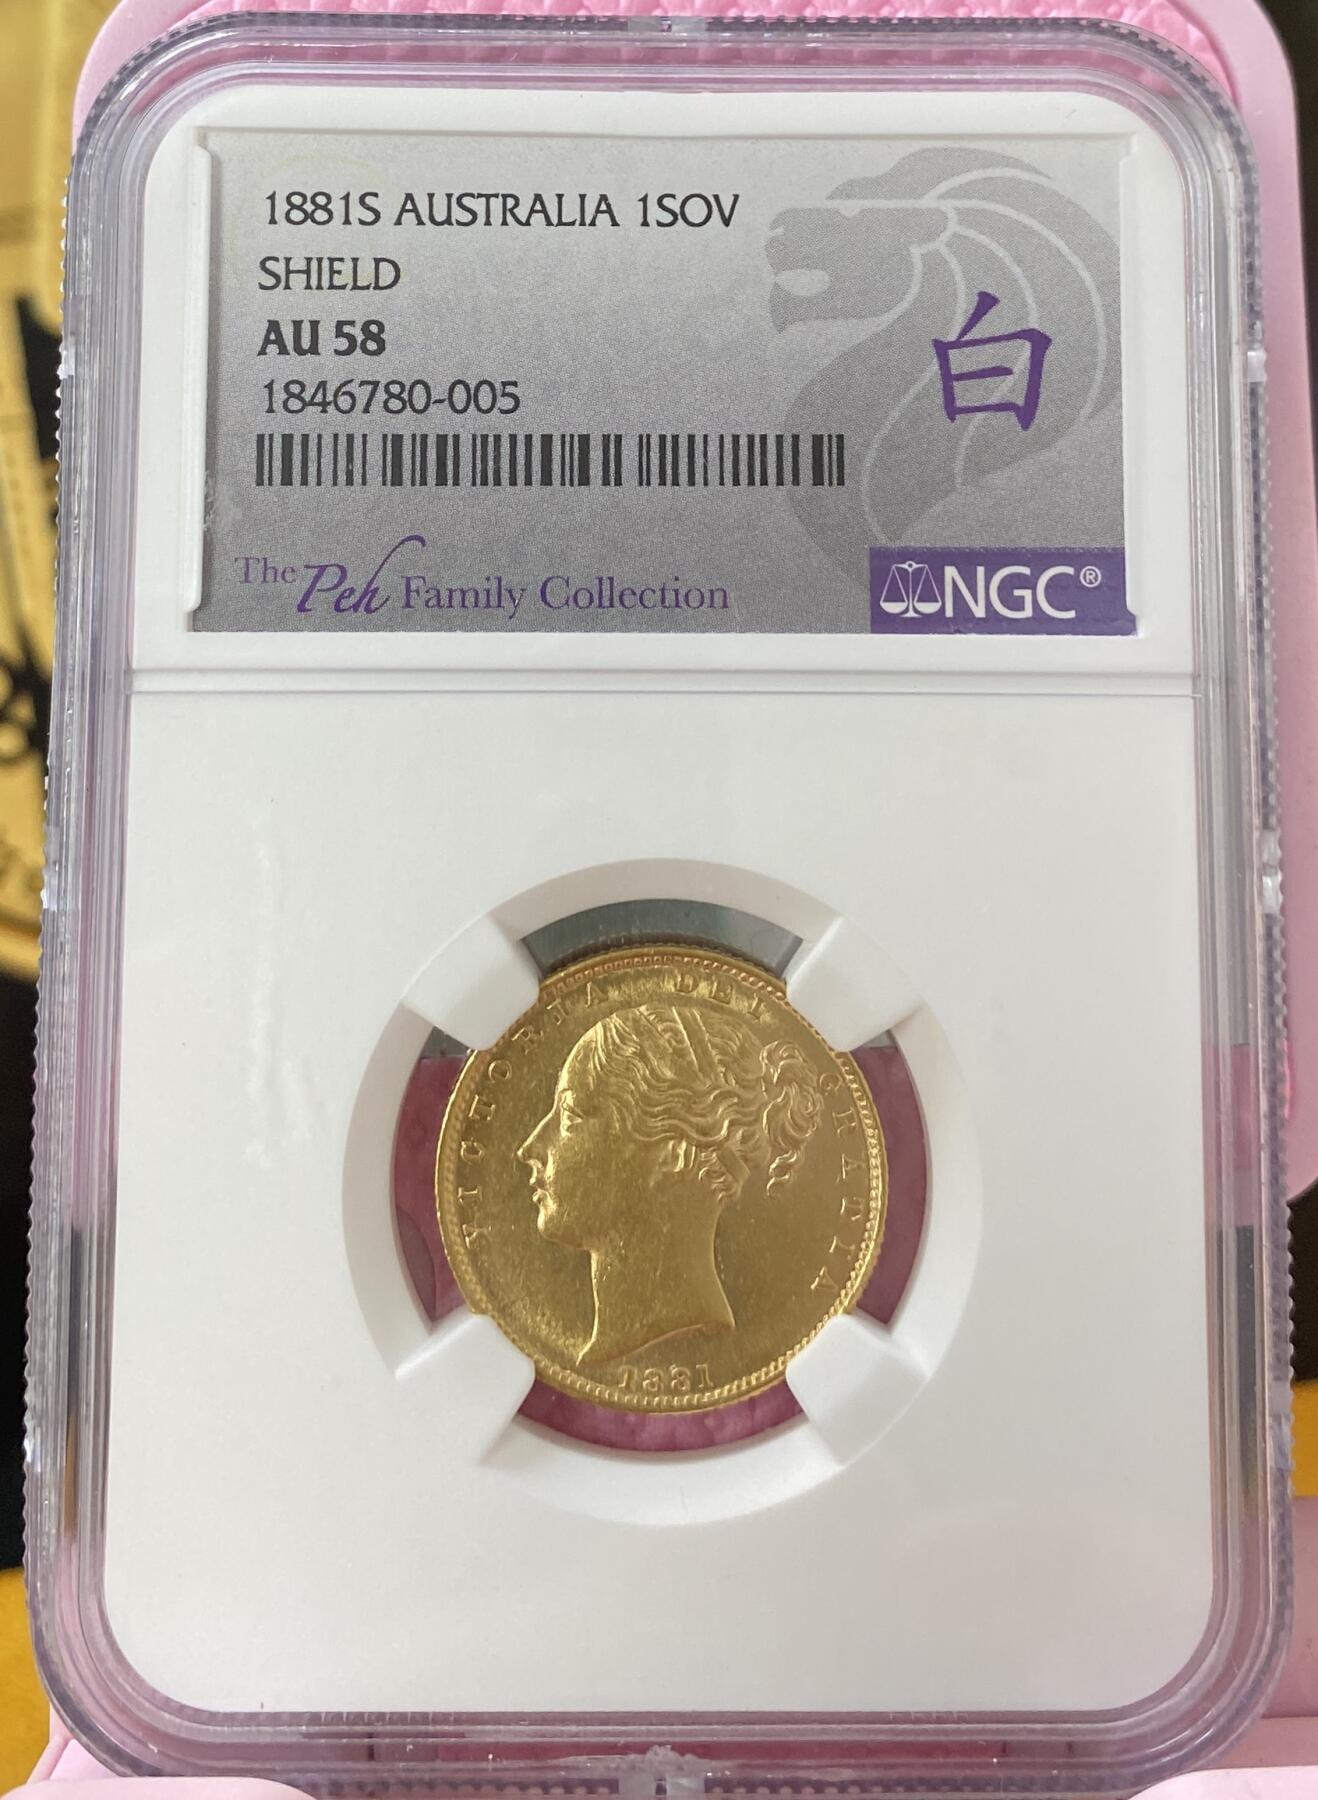 1881S AUSTRALIA 1SOV
SHIELD
AU 58
1846780-005
白
The Peh Family Collection
NGC®
VICTORIA DEI GRATIA
1881